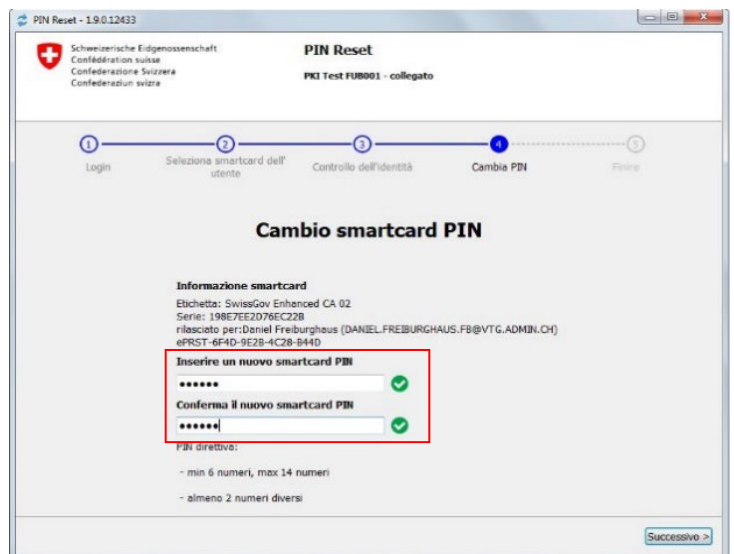 PIN Reset - 1.9.0.12433
Schweizerische Eidgenossenschaft
Confédération suisse
Confederazione Svizzera
Confederaziun svizra
PIN Reset
PKI Test FUB001 - collegato
1
2
3
4
5
Login
Seleziona smartcard dell'
utente
Controllo dell'identità
Cambia PIN
Finire
Cambio smartcard PIN
Informazione smartcard
Etichetta: SwissGov Enhanced CA 02
Serie: 198E7EE2D76EC22B
rilasciato per:Daniel Freiburghaus (DANIEL.FREIBURGHAUS.FB@VTG.ADMIN.CH)
ePRST-6F4D-9E2B-4C28-B44D
Inserire un nuovo smartcard PIN
••••••
Conferma il nuovo smartcard PIN
••••••
PIN direttiva:
- min 6 numeri, max 14 numeri
- almeno 2 numeri diversi
Successivo >